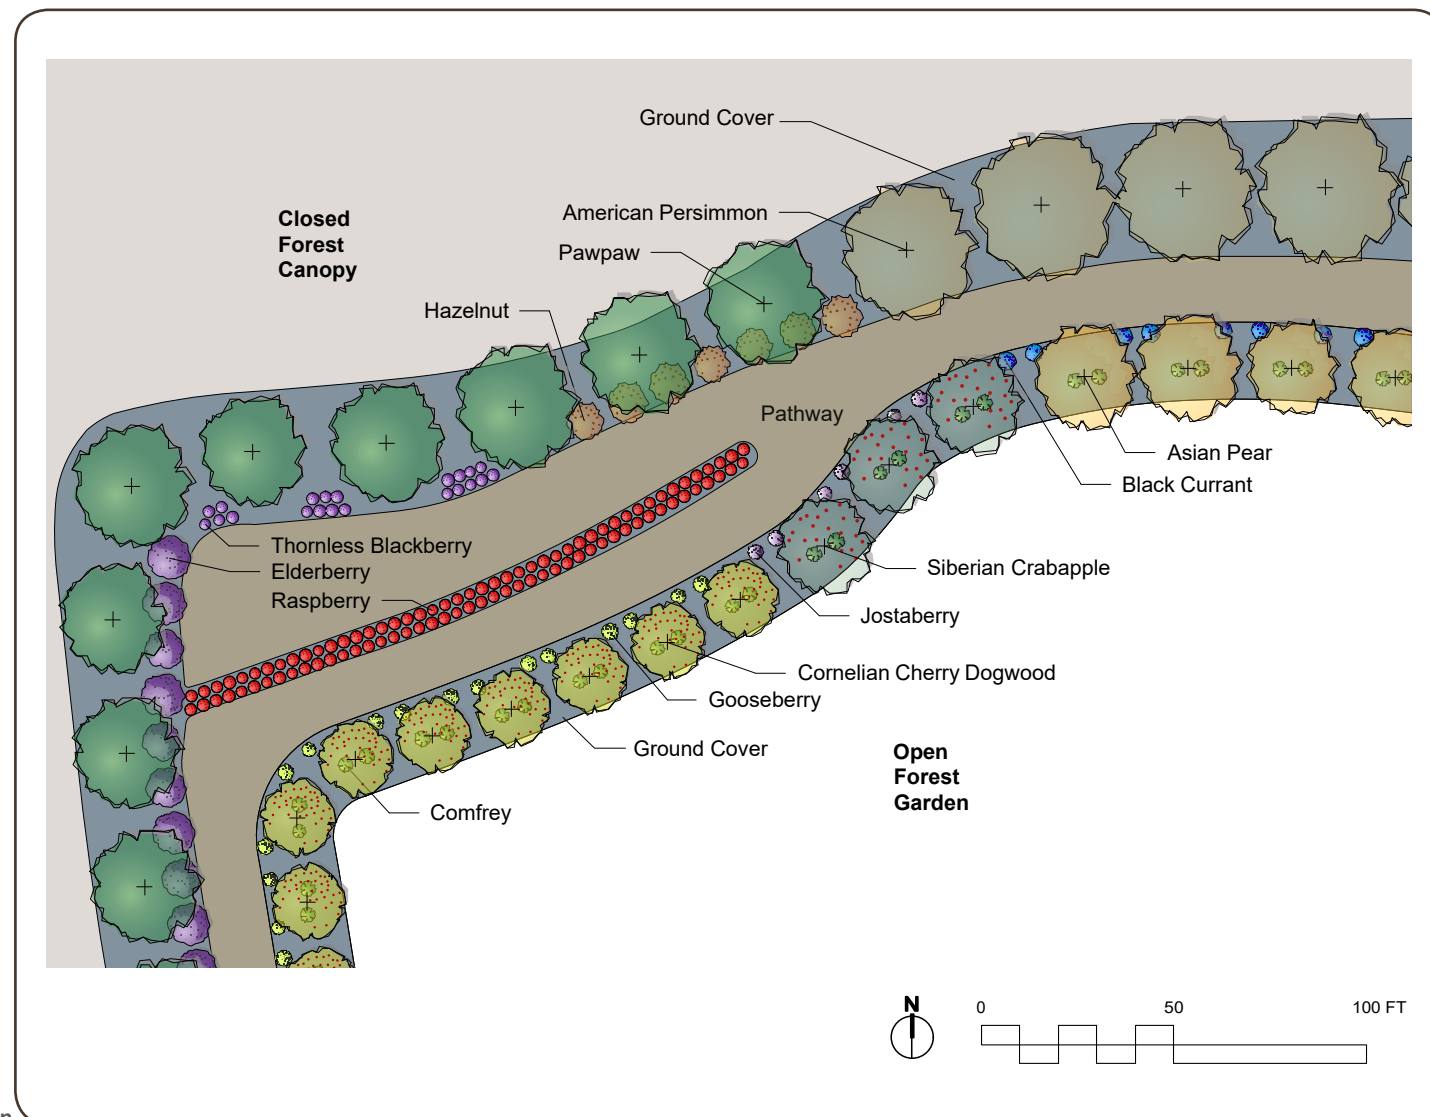 Ground Cover
American Persimmon
Closed
Forest
Canopy
Pawpaw
Hazelnut
Pathway
Asian Pear
Black Currant
Thornless Blackberry
Elderberry
Raspberry
Siberian Crabapple
Jostaberry
Cornelian Cherry Dogwood
Gooseberry
Ground Cover
Open
Forest
Garden
Comfrey
N
0 50 100 FT